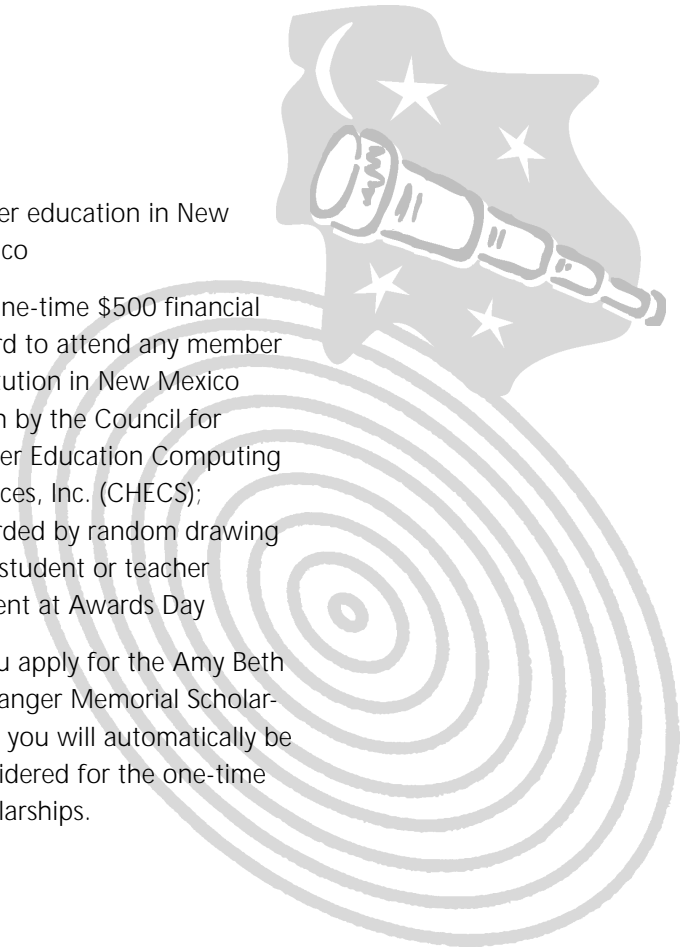 er education in New
co
ne-time $500 financial
rd to attend any member
ution in New Mexico
n by the Council for
er Education Computing
ces, Inc. (CHECS);
rded by random drawing
student or teacher
ent at Awards Day
u apply for the Amy Beth
anger Memorial Scholar-
you will automatically be
idered for the one-time
larships.